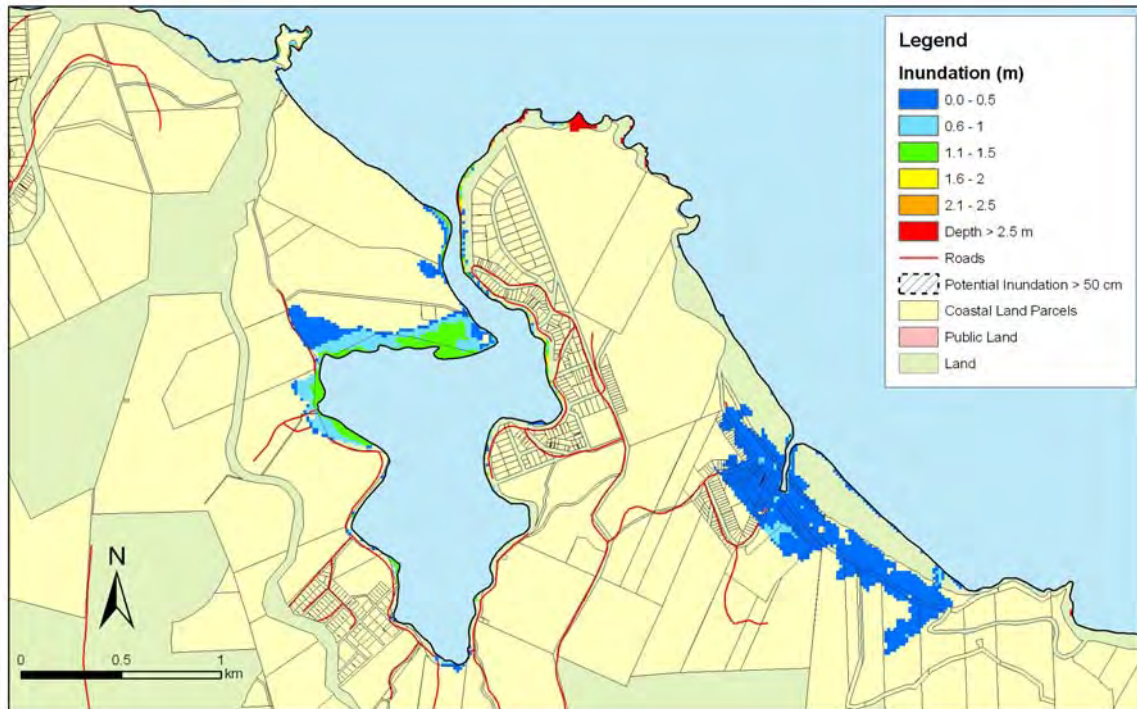 Legend
Inundation (m)
0.0 - 0.5
0.6 - 1
1.1 - 1.5
1.6 - 2
2.1 - 2.5
Depth > 2.5 m
Roads
Potential Inundation > 50 cm
Coastal Land Parcels
Public Land
Land
N
0 0.5 1
km